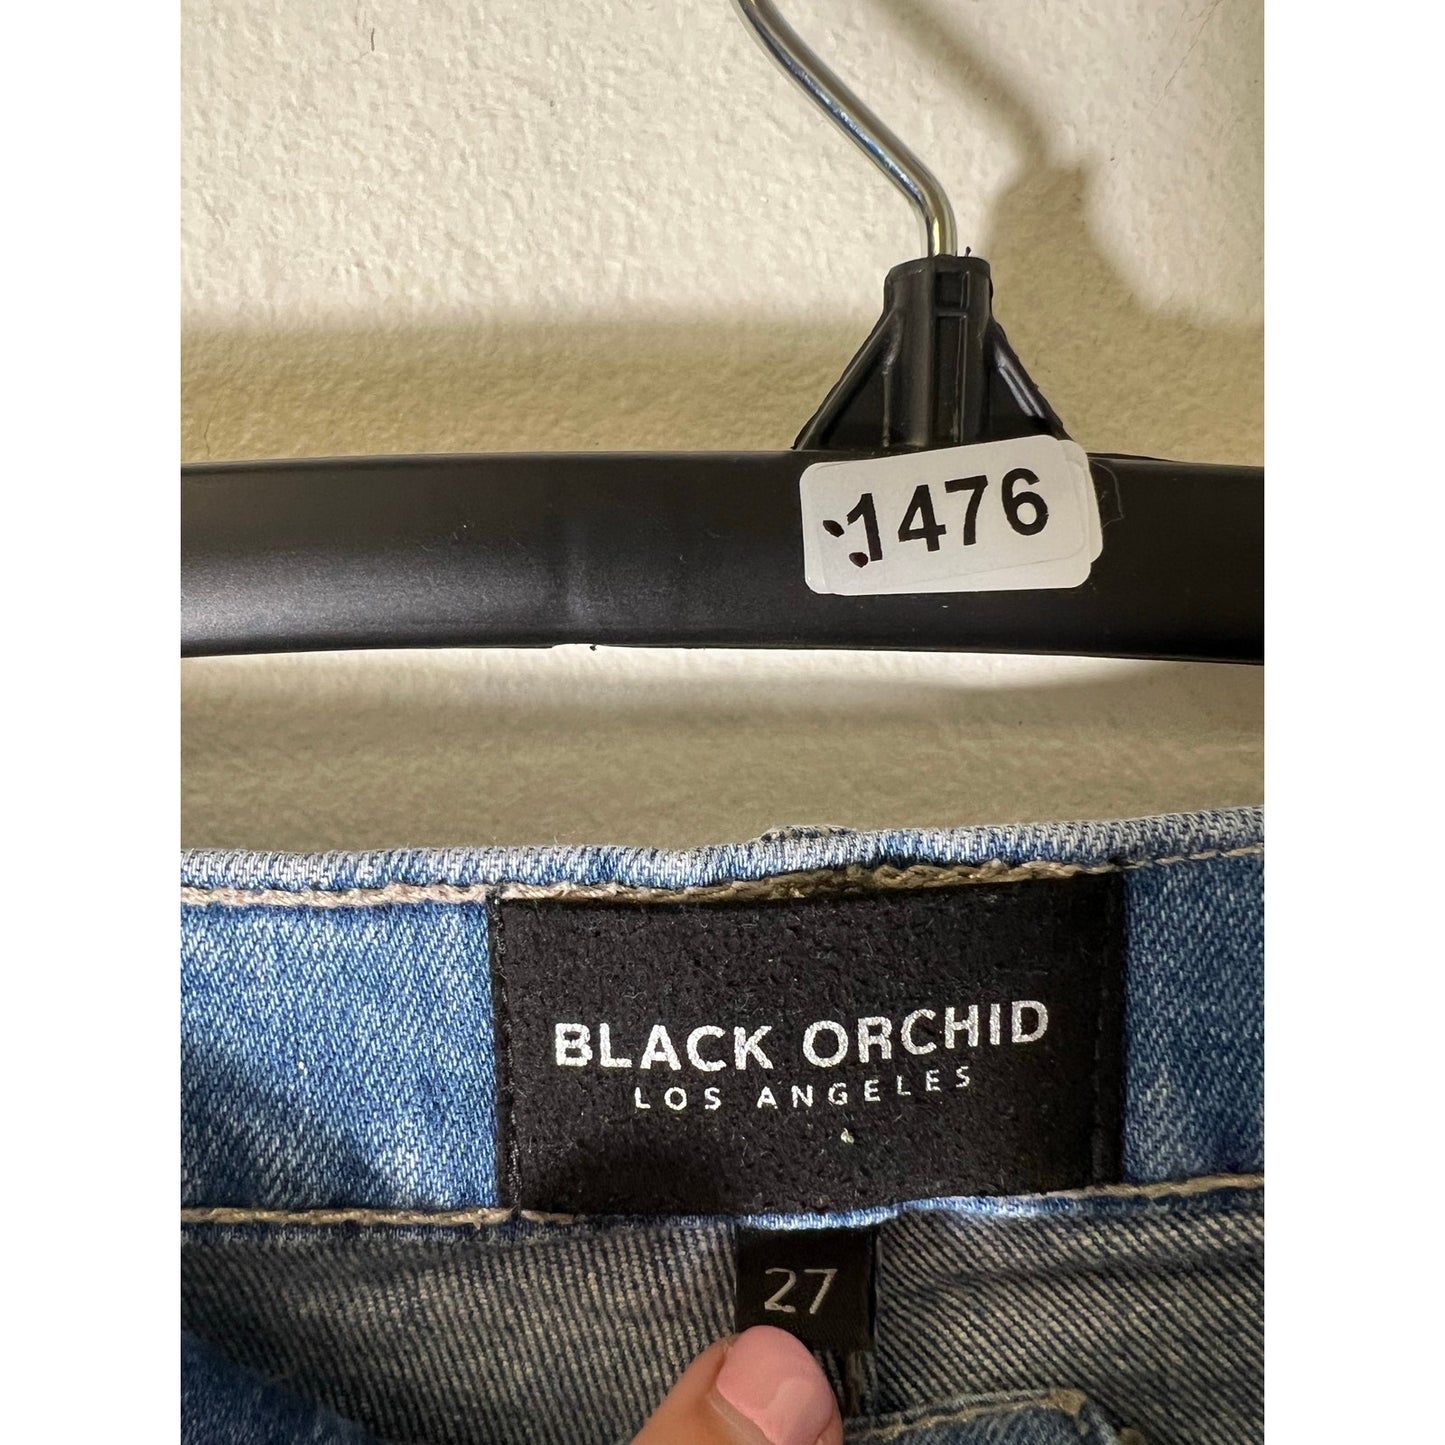 1476
BLACK ORCHID
LOS ANGELES
27